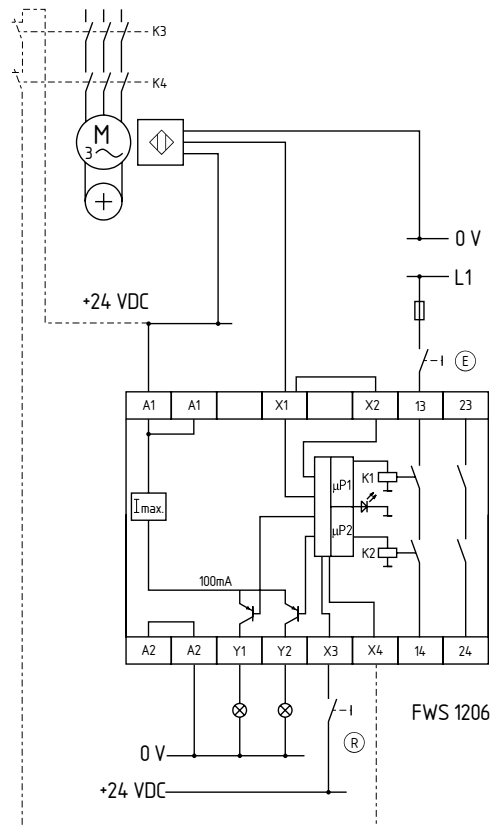 K3
K4
M
3
0 V
L1
+24 VDC
E
A1 A1 X1 X2 13 23
K1
µP1
I max.
µP2
K2
100mA
A2 A2 Y1 Y2 X3 X4 14 24
FWS 1206
R
0 V
+24 VDC